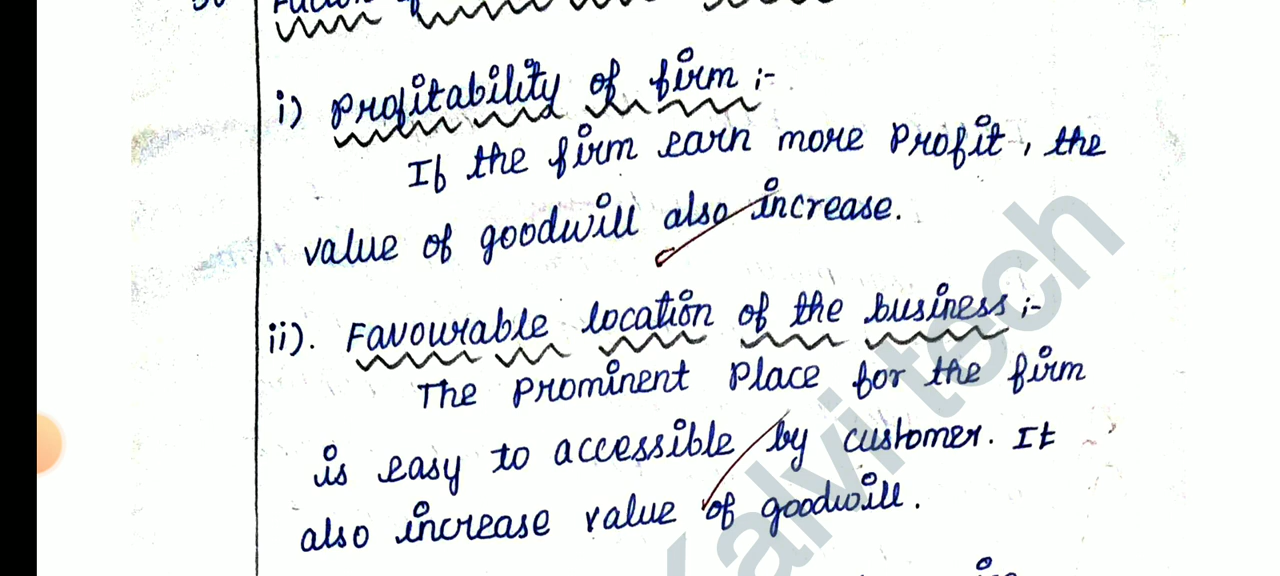 i) Profitability of firm :-
If the firm earn more Profit, the
value of goodwill also increase.
ii). Favourable location of the business :-
The Prominent Place for the firm
is easy to accessible by customer. It
also increase value of goodwill.
Kalvi tech